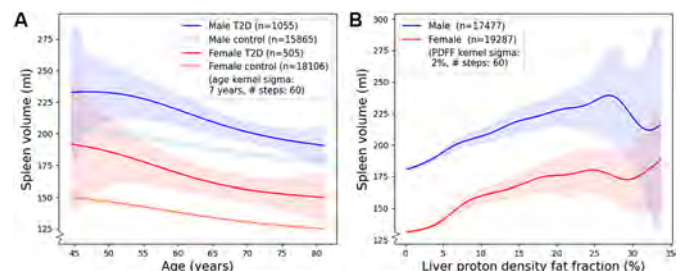 A
Male T2D (n=1055)
Male control (n=15865)
Female T2D (n=505)
Female control (n=18106)
(age kernel sigma:
7 years, # steps: 60)
Spleen volume (ml)
275
250
225
200
175
150
125
45 50 55 60 65 70 75 80
Age (years)
B
Male (n=17477)
Female (n=19287)
(PDFF kernel sigma:
2%, # steps: 60)
Spleen volume (ml)
300
250
200
150
125
0 5 10 15 20 25 30 35
Liver proton density fat fraction (%)